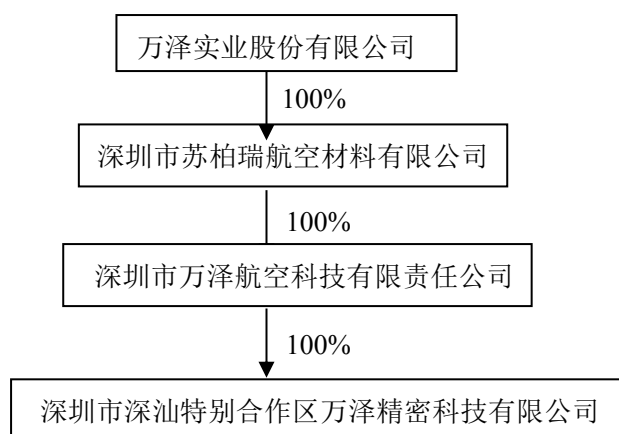 万泽实业股份有限公司
100%
深圳市苏柏瑞航空材料有限公司
100%
深圳市万泽航空科技有限责任公司
100%
深圳市深汕特别合作区万泽精密科技有限公司